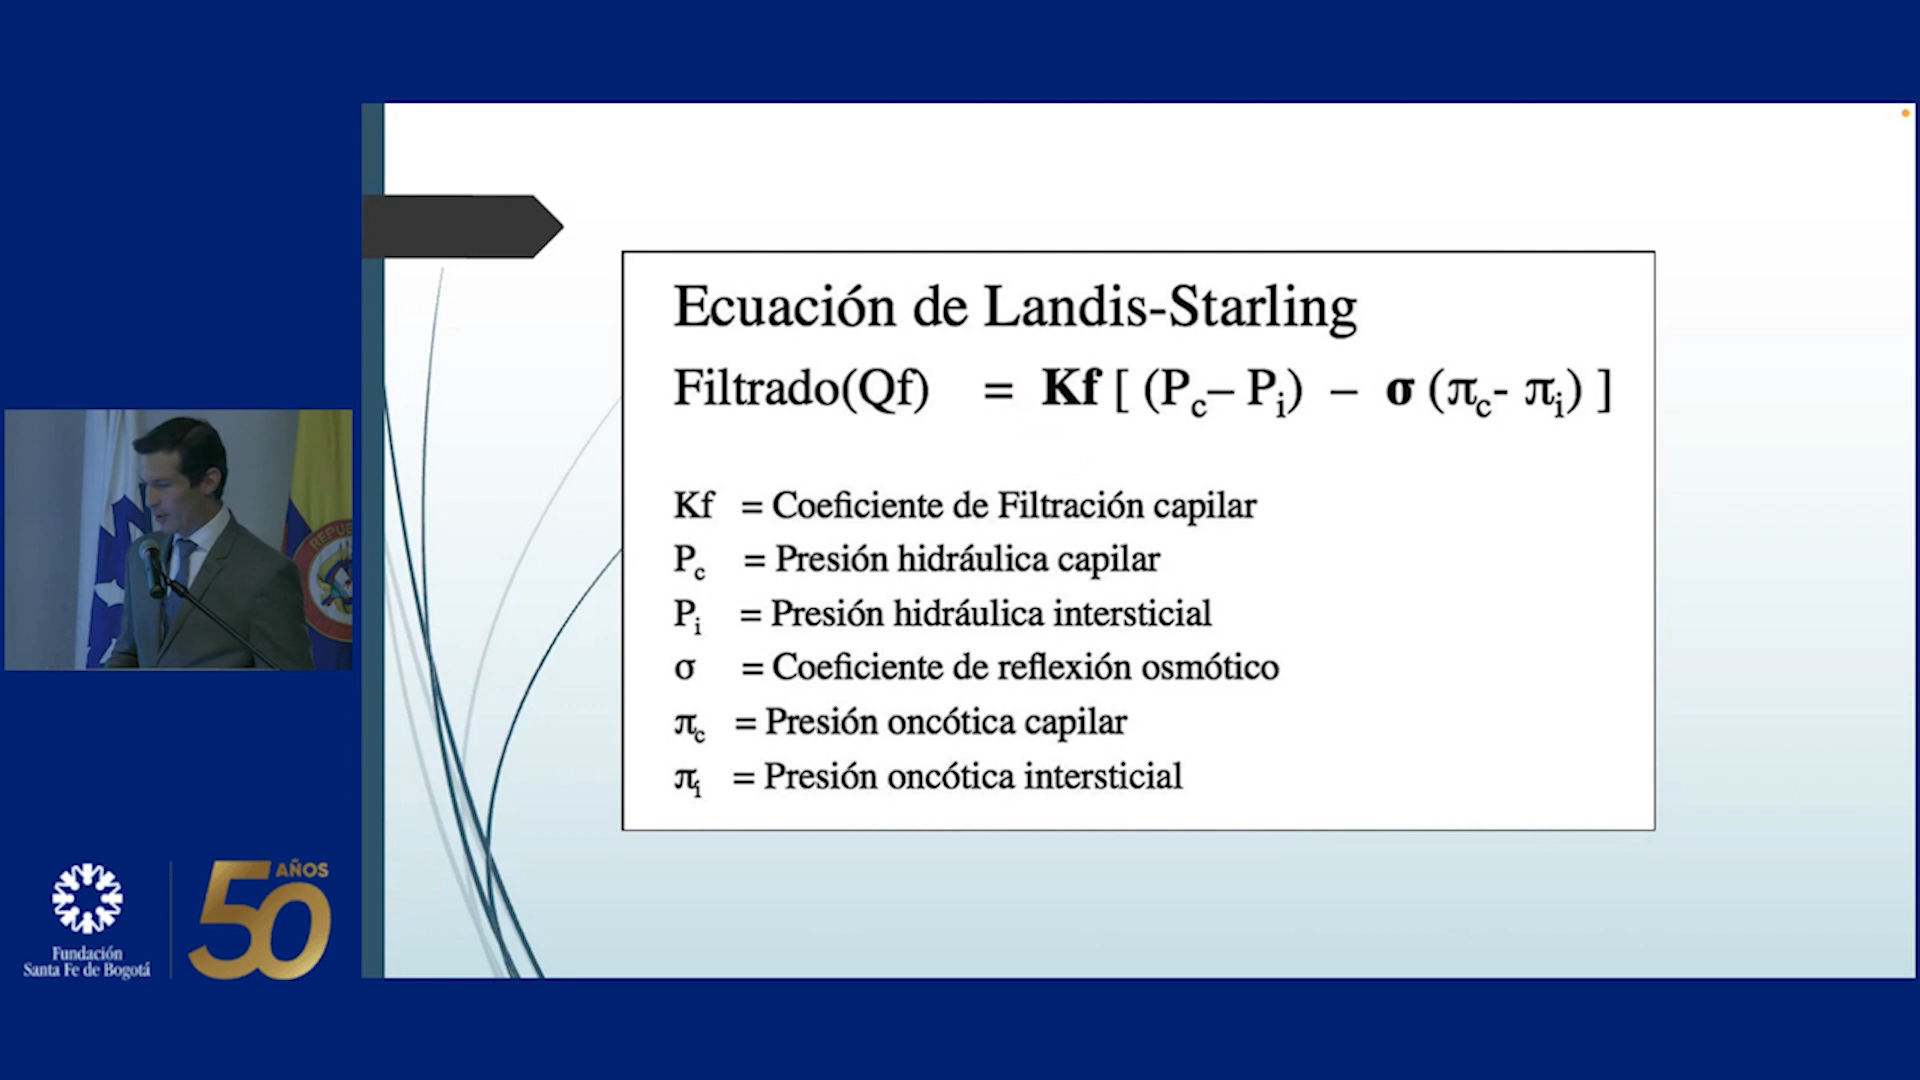 Ecuación de Landis-Starling
Filtrado(Qf) = Kf [ (Pc– Pi) – σ (πc- πi) ]
Kf = Coeficiente de Filtración capilar
Pc = Presión hidráulica capilar
Pi = Presión hidráulica intersticial
σ = Coeficiente de reflexión osmótico
πc = Presión oncótica capilar
πi = Presión oncótica intersticial
REPUB
Fundación
Santa Fe de Bogotá
50 AÑOS